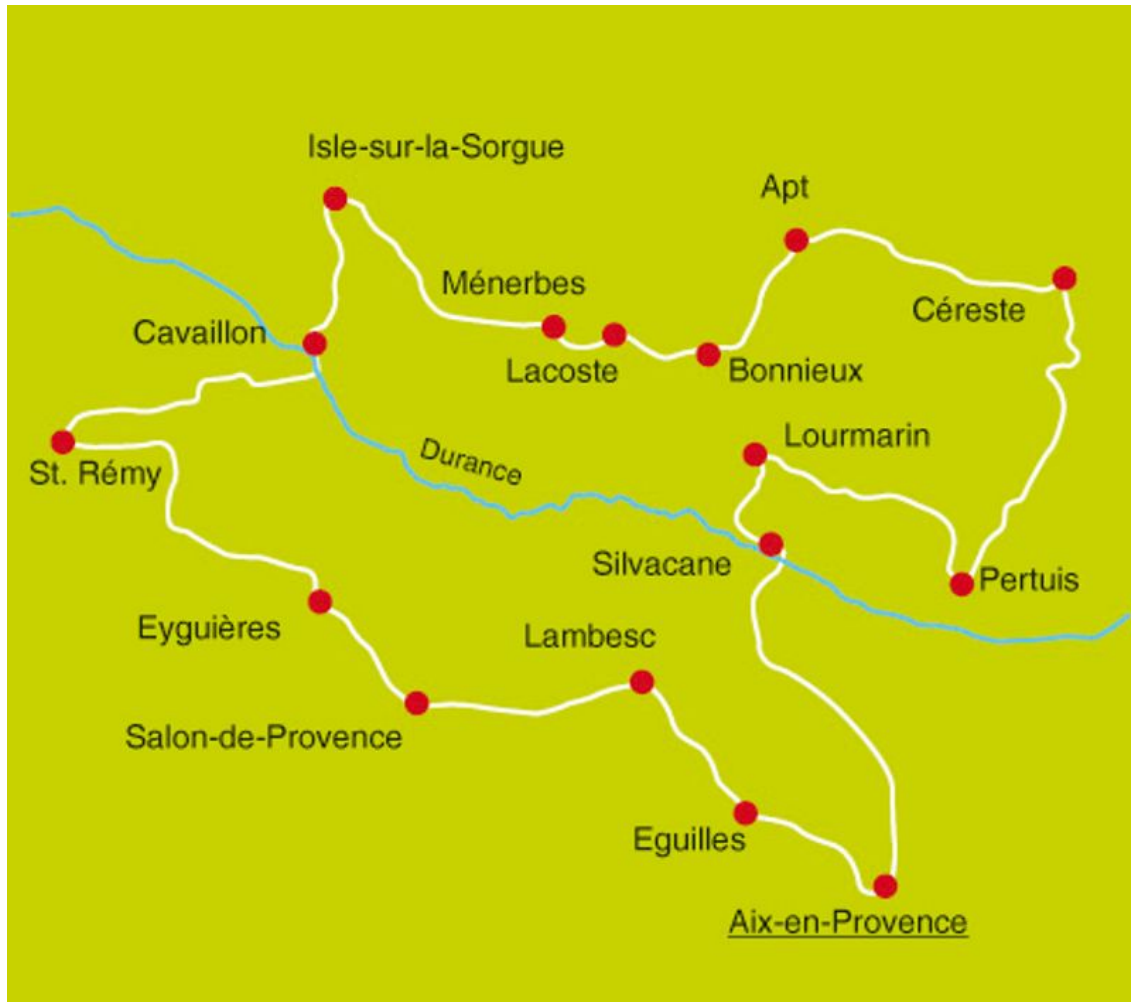 Isle-sur-la-Sorgue
Apt
Ménerbes
Céreste
Cavaillon
Lacoste
Bonnieux
Lourmarin
Durance
St. Rémy
Silvacane
Pertuis
Eyguières
Lambesc
Salon-de-Provence
Eguilles
Aix-en-Provence